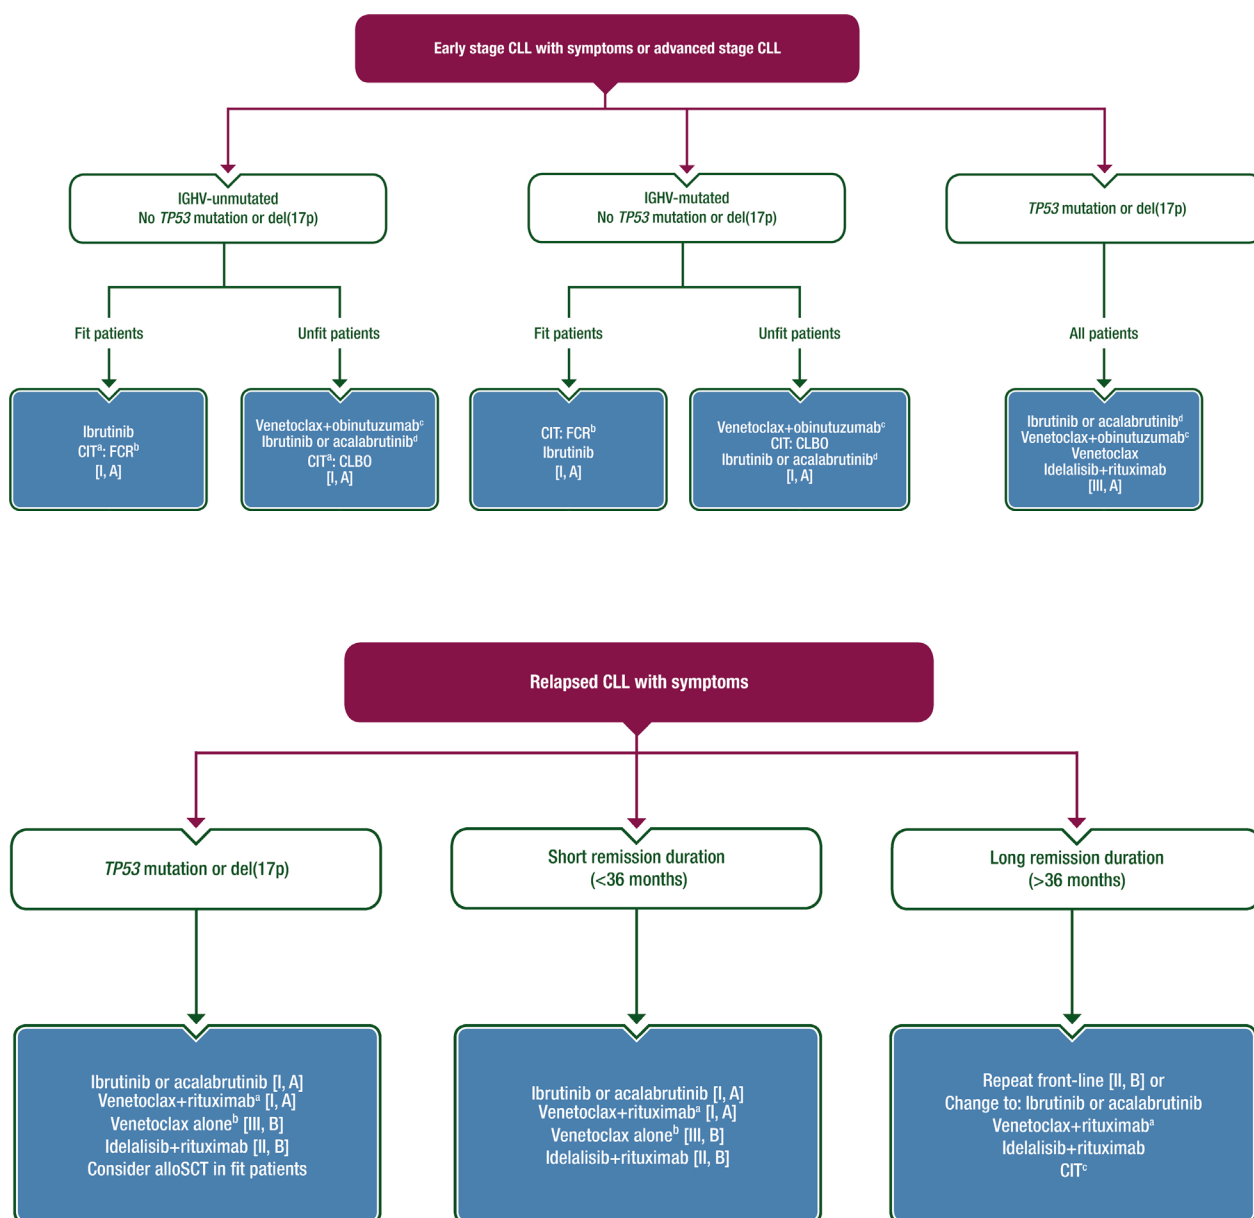 Early stage CLL with symptoms or advanced stage CLL
IGHV-unmutated
No TP53 mutation or del(17p)
IGHV-mutated
No TP53 mutation or del(17p)
TP53 mutation or del(17p)
Fit patients
Unfit patients
Fit patients
Unfit patients
All patients
Ibrutinib
CITᵃ: FCRᵇ
[I, A]
Venetoclax+obinutuzumabᶜ
Ibrutinib or acalabrutinibᵈ
CITᵃ: CLBO
[I, A]
CIT: FCRᵇ
Ibrutinib
[I, A]
Venetoclax+obinutuzumabᶜ
CIT: CLBO
Ibrutinib or acalabrutinibᵈ
[I, A]
Ibrutinib or acalabrutinibᵈ
Venetoclax+obinutuzumabᶜ
Venetoclax
Idelalisib+rituximab
[III, A]
Relapsed CLL with symptoms
TP53 mutation or del(17p)
Short remission duration
(<36 months)
Long remission duration
(>36 months)
Ibrutinib or acalabrutinib [I, A]
Venetoclax+rituximabᵃ [I, A]
Venetoclax aloneᵇ [III, B]
Idelalisib+rituximab [II, B]
Consider alloSCT in fit patients
Ibrutinib or acalabrutinib [I, A]
Venetoclax+rituximabᵃ [I, A]
Venetoclax aloneᵇ [III, B]
Idelalisib+rituximab [II, B]
Repeat front-line [II, B] or
Change to: Ibrutinib or acalabrutinib
Venetoclax+rituximabᵃ
Idelalisib+rituximab
CITᶜ